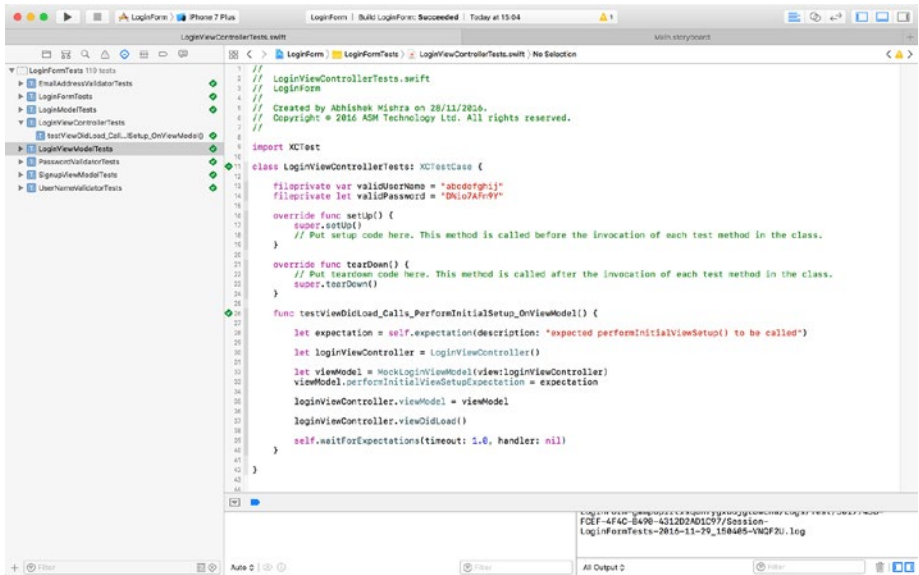 LoginForm
iPhone 7 Plus
LoginForm | Build LoginForm: Succeeded | Today at 15:04
1
LoginViewControllerTests.swift
Main.storyboard
LoginForm
LoginFormTests
LoginViewControllerTests.swift
No Selection
LoginFormTests 110 tests
EmailAddressValidatorTests
LoginFormTests
LoginModelTests
LoginViewControllerTests
testViewDidLoad_Call...lSetup_OnViewModel()
LoginViewModelTests
PasswordValidatorTests
SignupViewModelTests
UserNameValidatorTests
//
// LoginViewControllerTests.swift
// LoginForm
//
// Created by Abhishek Mishra on 28/11/2016.
// Copyright © 2016 ASM Technology Ltd. All rights reserved.
//
import XCTest
class LoginViewControllerTests: XCTestCase {
fileprivate var validUserName = "abcdefghij"
fileprivate let validPassword =
override func setUp() {
super.setUp()
// Put setup code here. This method is called before the invocation of each test method in the class.
}
override func tearDown() {
// Put teardown code here. This method is called after the invocation of each test method in the class.
super.tearDown()
}
func testViewDidLoad_Calls_PerformInitialSetup_OnViewModel() {
let expectation = self.expectation(description: "expected performInitialViewSetup() to be called")
let loginViewController = LoginViewController()
let viewModel = MockLoginViewModel(view:loginViewController)
viewModel.performInitialViewSetupExpectation = expectation
loginViewController.viewModel = viewModel
loginViewController.viewDidLoad()
self.waitForExpectations(timeout: 1.0, handler: nil)
}
}
FCEF-4F4C-B490-4312D2AD1C97/Session-
LoginFormTests-2016-11-29_150405-VNQF2U.log
Filter
Auto
Filter
All Output
Filter